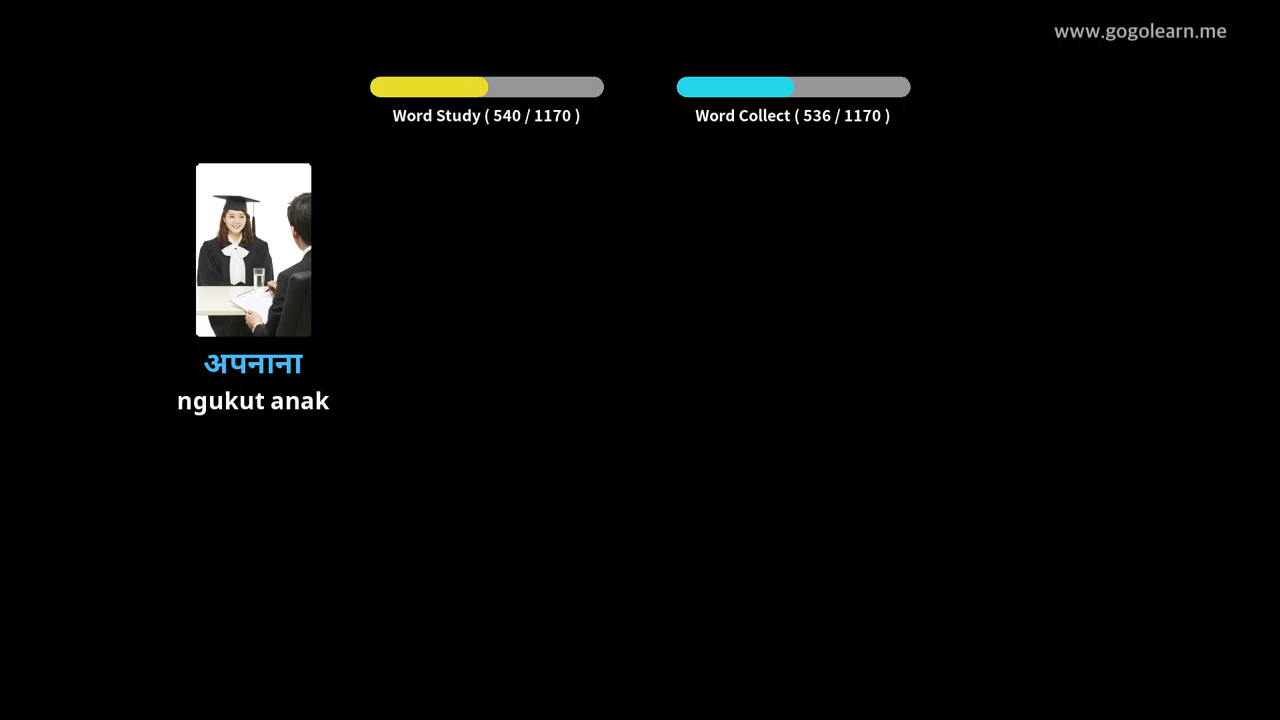 www.gogolearn.me
Word Study ( 540 / 1170 )
Word Collect ( 536 / 1170 )
अपनाना
ngukut anak